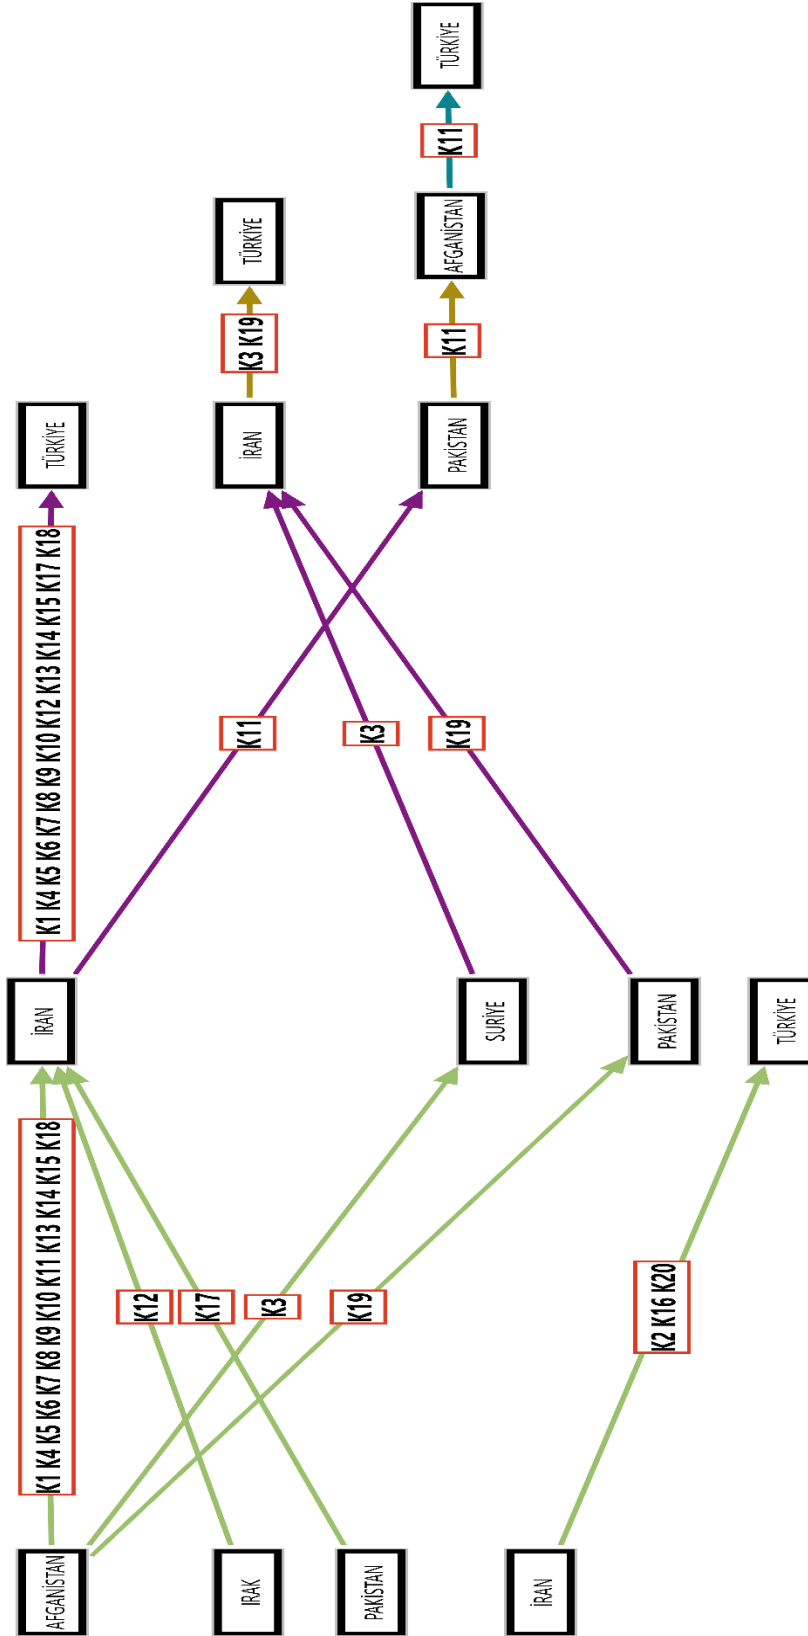 AFGANİSTAN
IRAK
PAKİSTAN
İRAN
K1 K4 K5 K6 K7 K8 K9 K10 K11 K13 K14 K15 K18
K12
K17
K3
K19
K2 K16 K20
İRAN
SURİYE
PAKİSTAN
TÜRKİYE
K1 K4 K5 K6 K7 K8 K9 K10 K12 K13 K14 K15 K17 K18
K11
K3
K19
TÜRKİYE
İRAN
PAKİSTAN
K3 K19
K11
TÜRKİYE
AFGANİSTAN
K11
TÜRKİYE